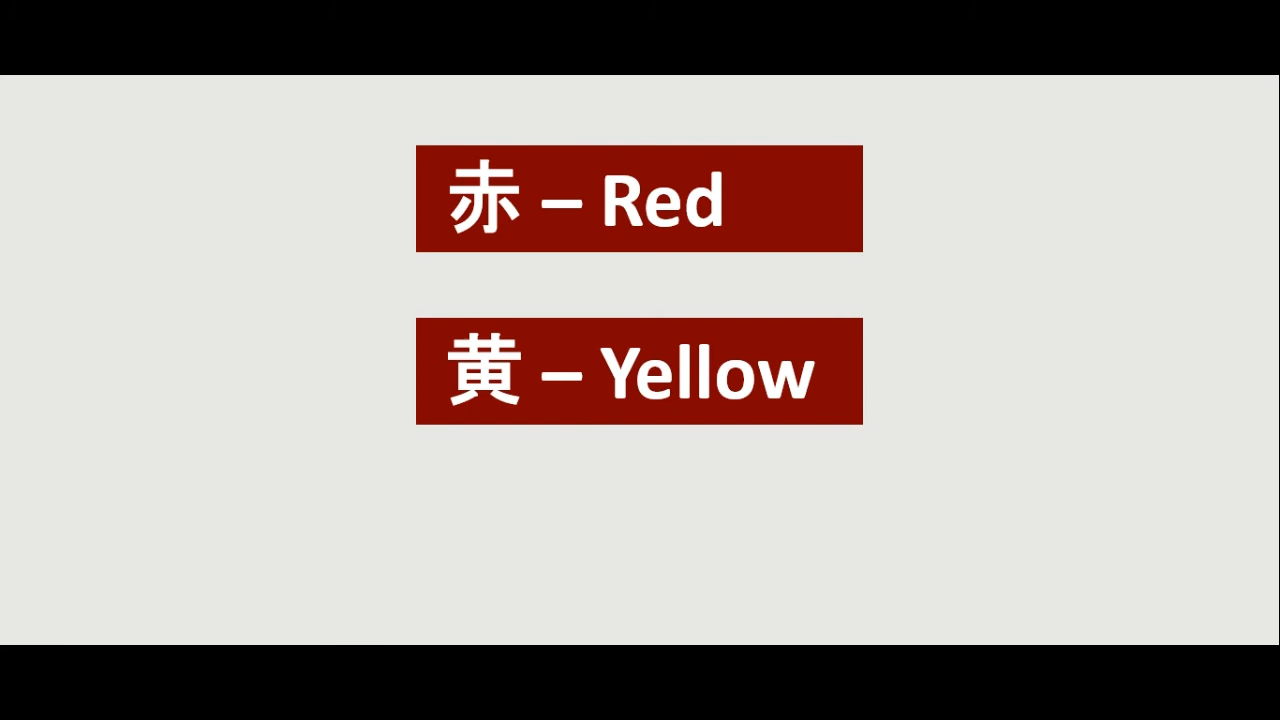 赤 – Red
黄 – Yellow